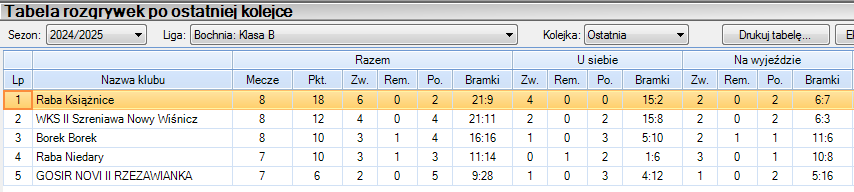 Tabela rozgrywek po ostatniej kolejce
Sezon: 2024/2025 Liga: Bochnia: Klasa B Kolejka: Ostatnia Drukuj tabelę...
Razem U siebie Na wyjeździe
Lp Nazwa klubu Mecze Pkt. Zw. Rem. Po. Bramki Zw. Rem. Po. Bramki Zw. Rem. Po. Bramki
1 Raba Książnice 8 18 6 0 2 21:9 4 0 0 15:2 2 0 2 6:7
2 WKS II Szreniawa Nowy Wiśnicz 8 12 4 0 4 21:11 2 0 2 15:8 2 0 2 6:3
3 Borek Borek 8 10 3 1 4 16:16 1 0 3 5:10 2 1 1 11:6
4 Raba Niedary 7 10 3 1 3 11:14 0 1 2 1:6 3 0 1 10:8
5 GOSIR NOVI II RZEZAWIANKA 7 6 2 0 5 9:28 1 0 3 4:12 1 0 2 5:16